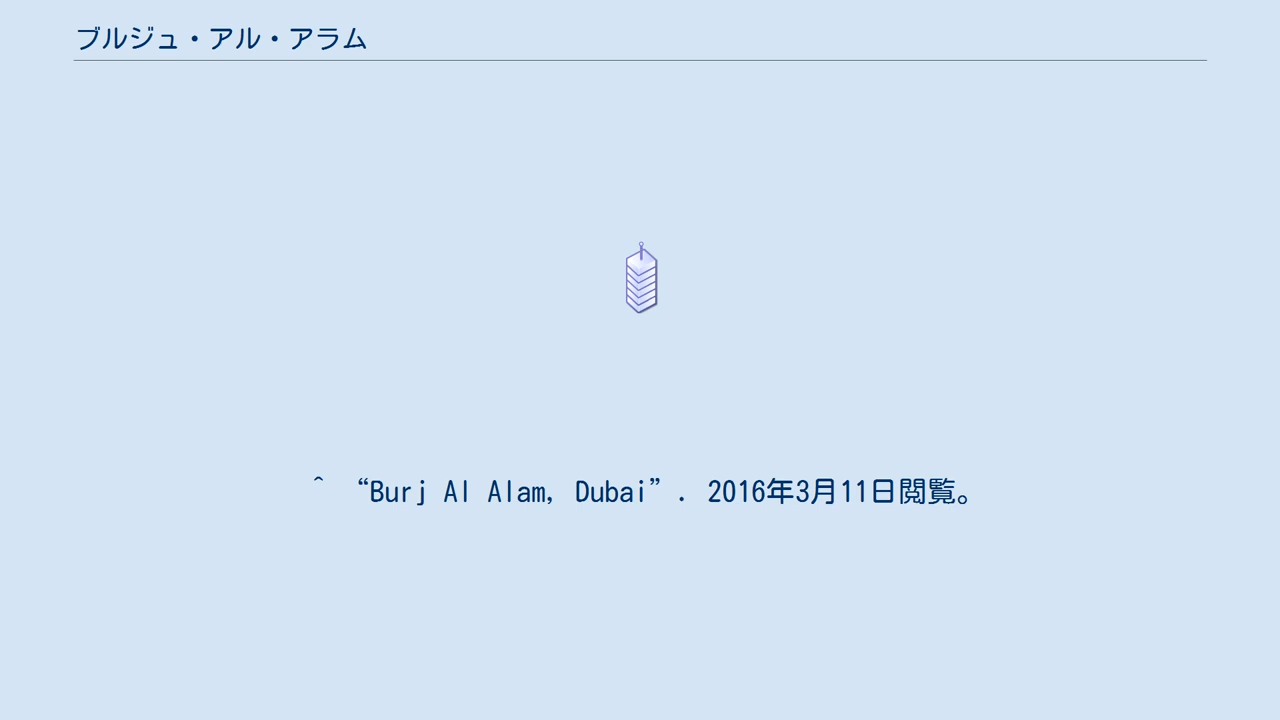 ブルジュ・アル・アラム
^ “Burj Al Alam, Dubai”. 2016年3月11日閲覧。